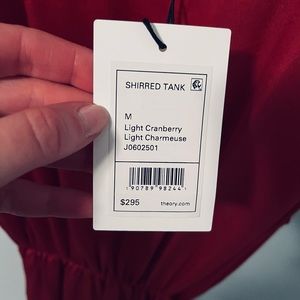 SHIRRED TANK
M
Light Cranberry
Light Charmeuse
J0602501
90789 98244
$295 theory.com